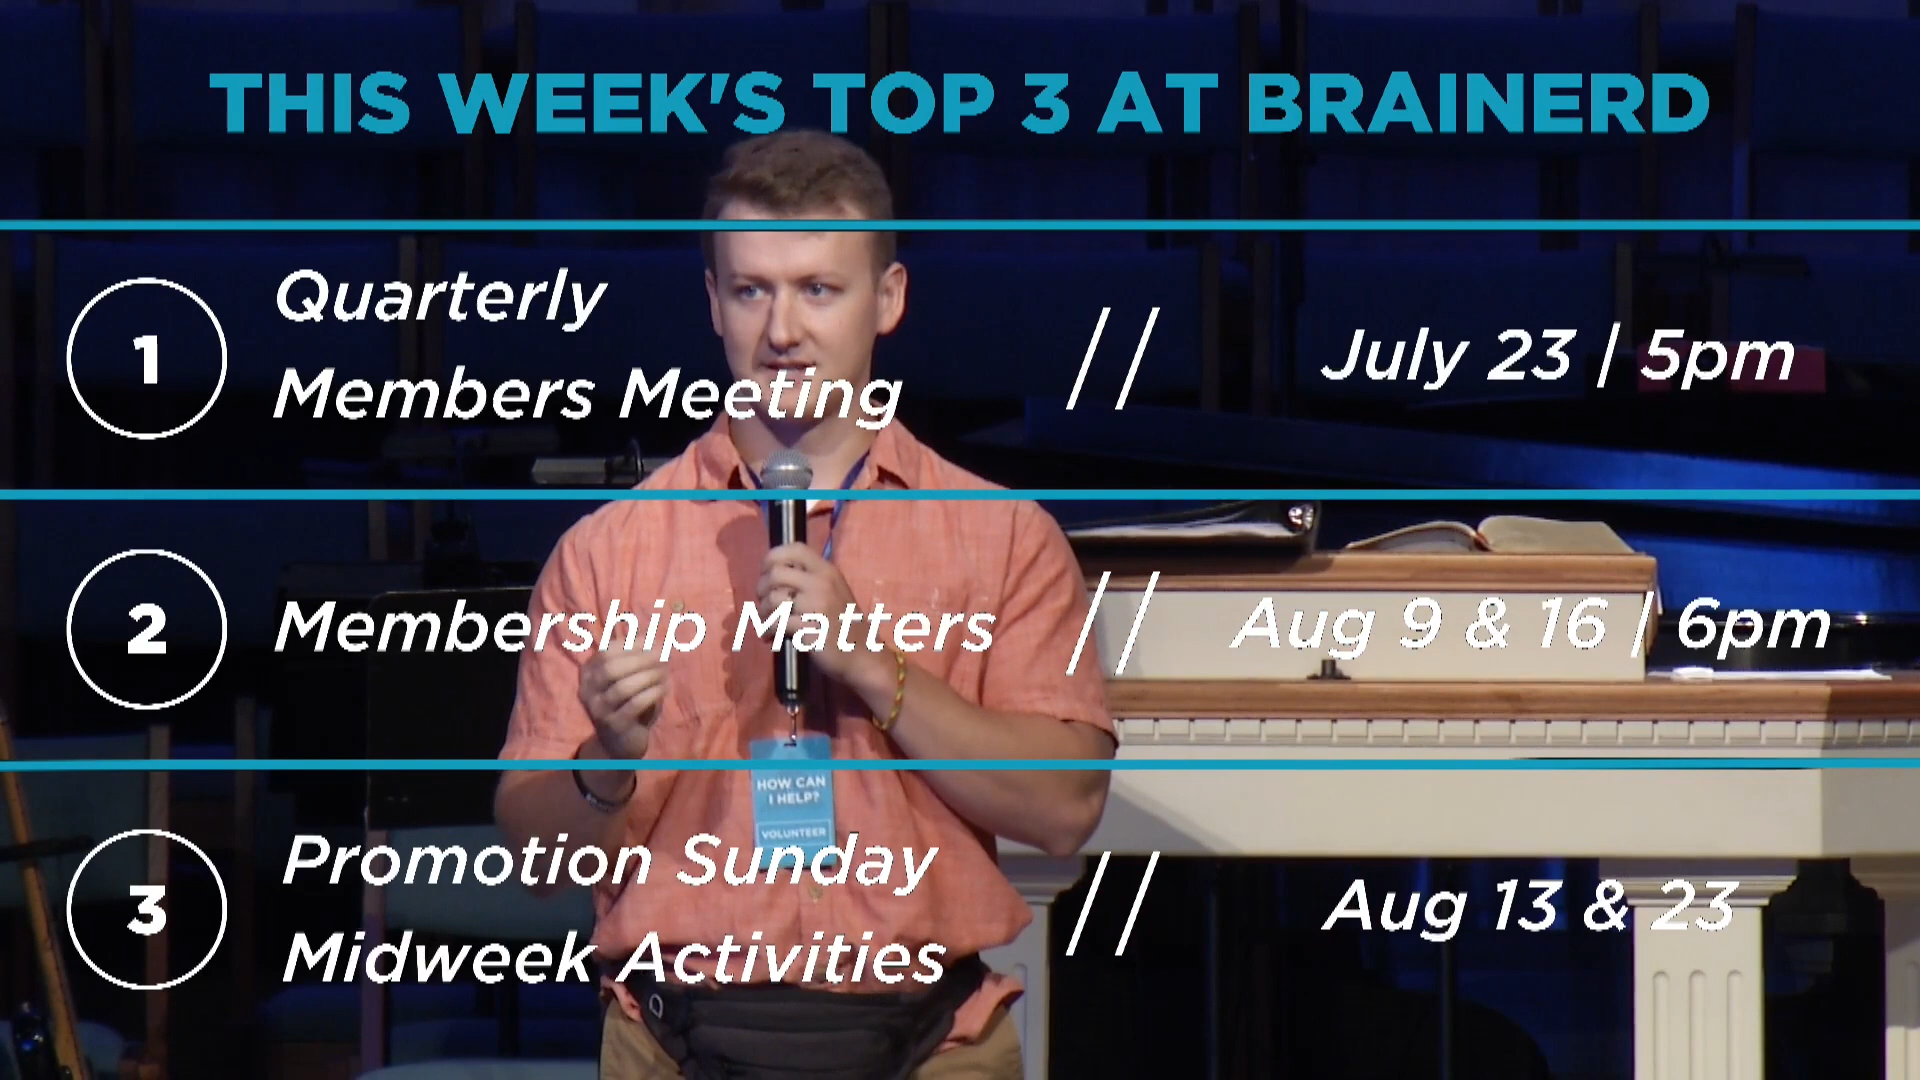 THIS WEEK'S TOP 3 AT BRAINERD
1
Quarterly
Members Meeting
// July 23 | 5pm
2
Membership Matters // Aug 9 & 16 | 6pm
HOW CAN
I HELP?
VOLUNTEER
3
Promotion Sunday
Midweek Activities
// Aug 13 & 23